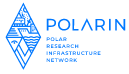 POLARIN
POLAR
RESEARCH
INFRASTRUCTURE
NETWORK